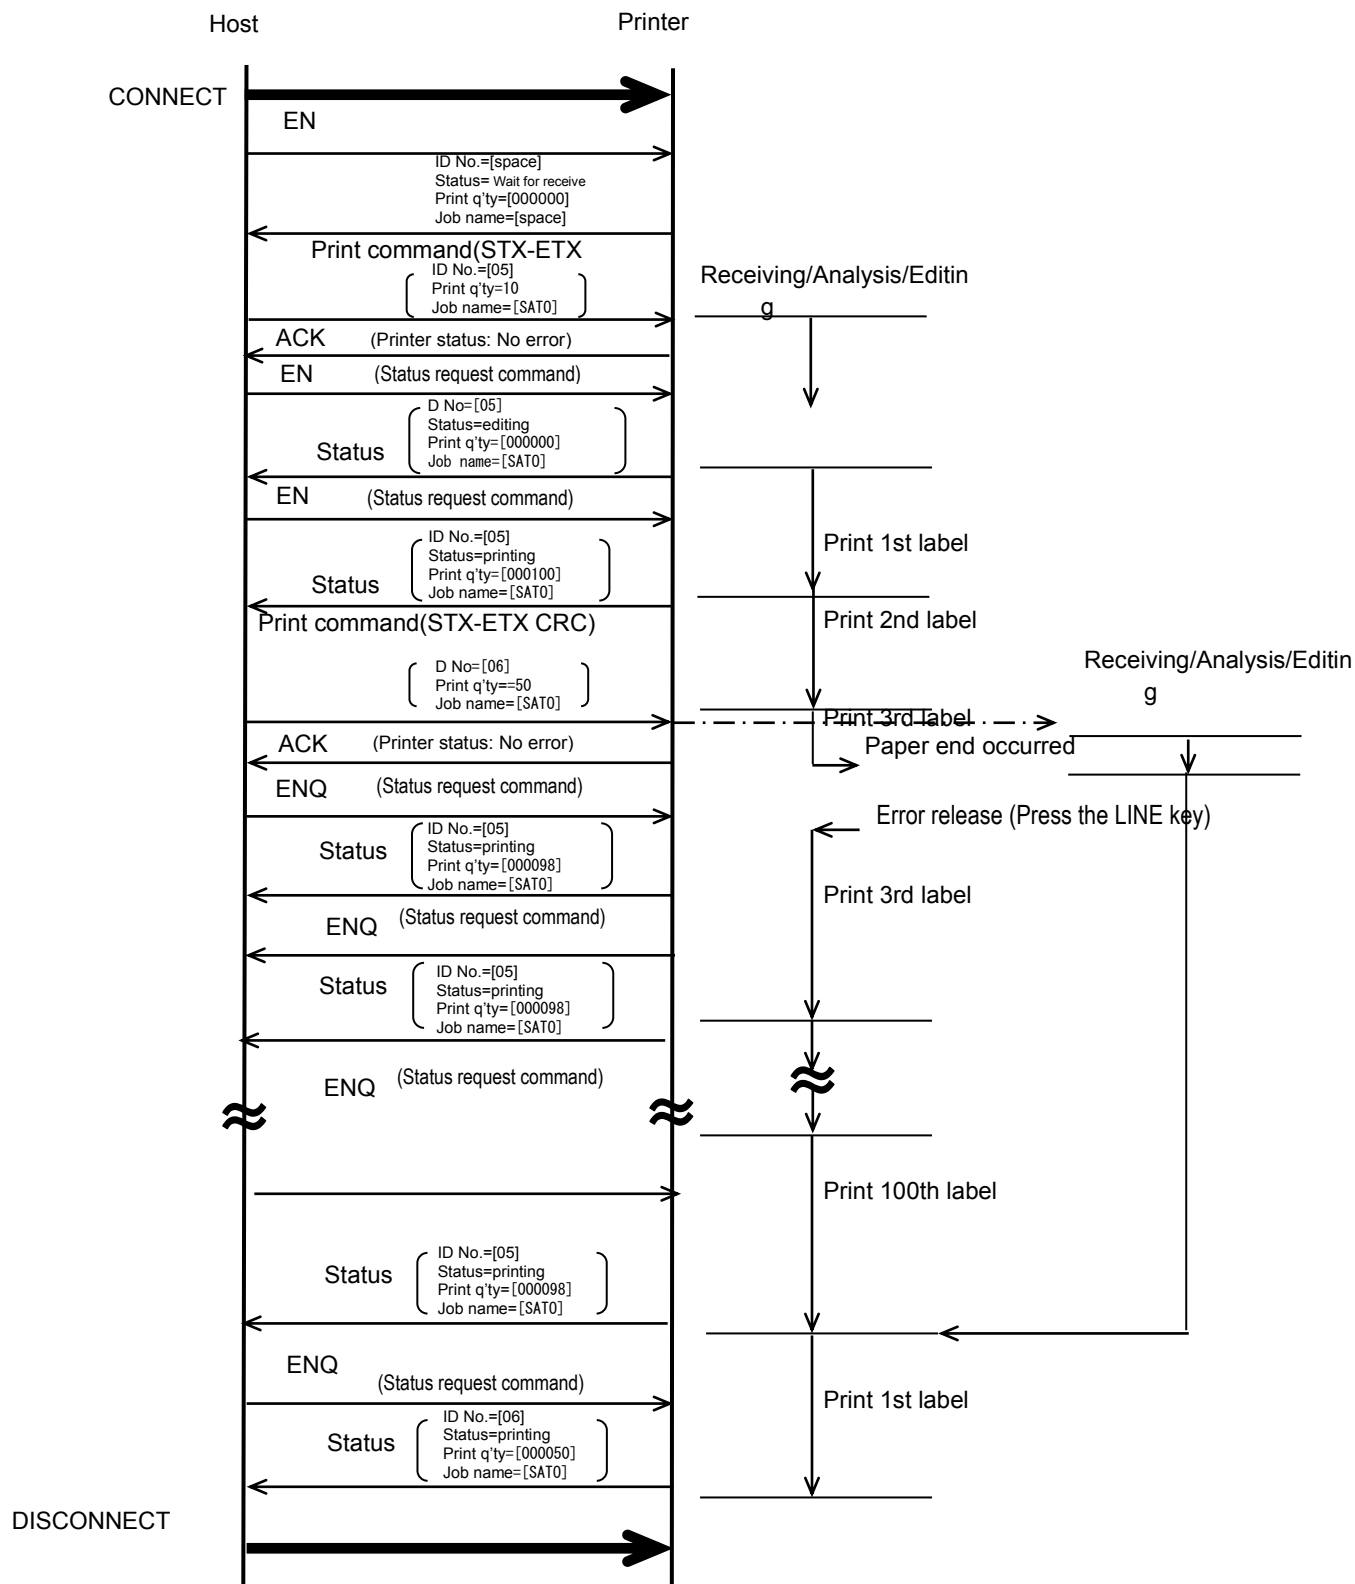 Host
Printer
CONNECT
EN
ID No.=[space]
Status= Wait for receive
Print q'ty=[000000]
Job name=[space]
Print command(STX-ETX
ID No.=[05]
Print q'ty=10
Job name=[SATO]
Receiving/Analysis/Editin
g
ACK (Printer status: No error)
EN (Status request command)
D No=[05]
Status=editing
Print q'ty=[000000]
Job name=[SATO]
Status
EN (Status request command)
ID No.=[05]
Status=printing
Print q'ty=[000100]
Job name=[SATO]
Status
Print 1st label
Print command(STX-ETX CRC)
Print 2nd label
D No=[06]
Print q'ty==50
Job name=[SATO]
Receiving/Analysis/Editin
g
Print 3rd label
Paper end occurred
ACK (Printer status: No error)
ENQ (Status request command)
Error release (Press the LINE key)
ID No.=[05]
Status=printing
Print q'ty=[000098]
Job name=[SATO]
Status
Print 3rd label
ENQ (Status request command)
ID No.=[05]
Status=printing
Print q'ty=[000098]
Job name=[SATO]
Status
ENQ (Status request command)
Print 100th label
ID No.=[05]
Status=printing
Print q'ty=[000098]
Job name=[SATO]
Status
ENQ
(Status request command)
Print 1st label
ID No.=[06]
Status=printing
Print q'ty=[000050]
Job name=[SATO]
Status
DISCONNECT